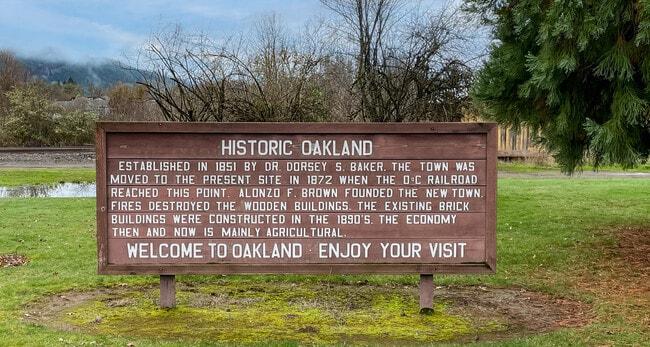 HISTORIC OAKLAND
ESTABLISHED IN 1851 BY DR. DORSEY S. BAKER. THE TOWN WAS
MOVED TO THE PRESENT SITE IN 1872 WHEN THE O-C RAILROAD
REACHED THIS POINT. ALONZO F. BROWN FOUNDED THE NEW TOWN.
FIRES DESTROYED THE WOODEN BUILDINGS. THE EXISTING BRICK
BUILDINGS WERE CONSTRUCTED IN THE 1890'S. THE ECONOMY
THEN AND NOW IS MAINLY AGRICULTURAL.
WELCOME TO OAKLAND ENJOY YOUR VISIT